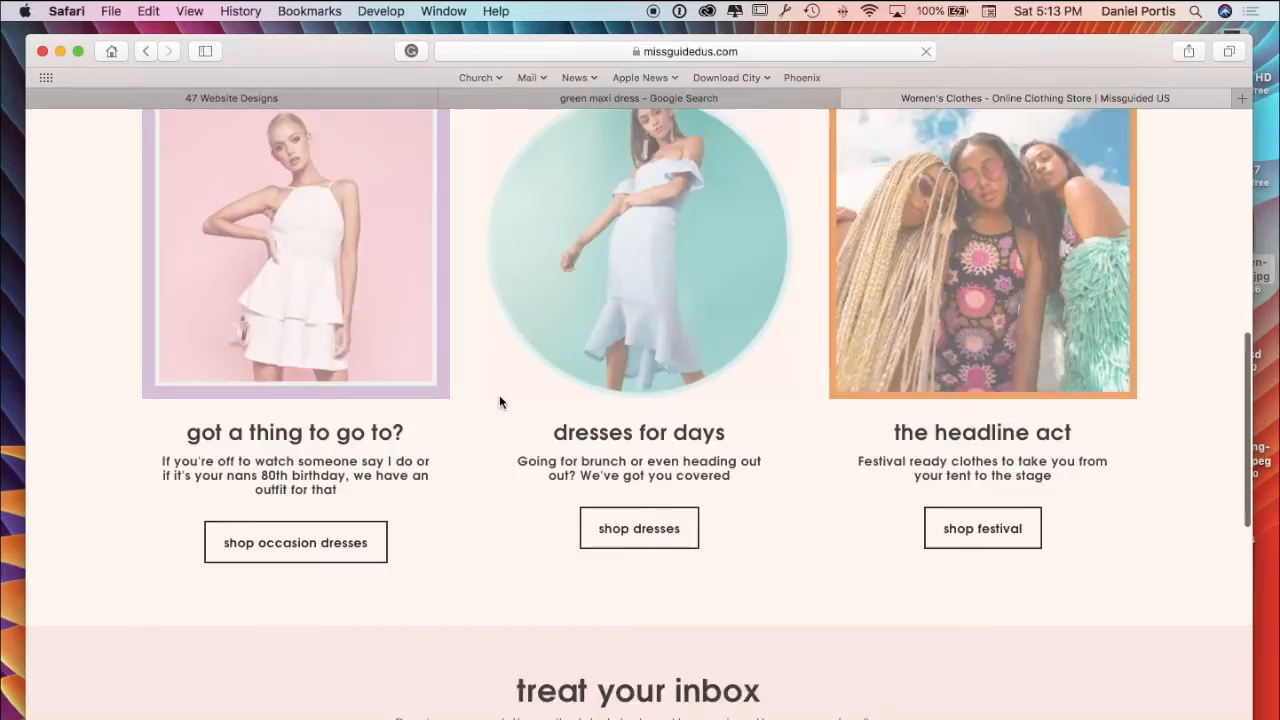 Safari File Edit View History Bookmarks Develop Window Help 100% Sat 5:13 PM Daniel Portis
missguidedus.com
Church Mail News Apple News Download City Phoenix
47 Website Designs green maxi dress – Google Search Women's Clothes - Online Clothing Store | Missguided US
got a thing to go to?
If you're off to watch someone say I do or
if it's your nans 80th birthday, we have an
outfit for that
shop occasion dresses
dresses for days
Going for brunch or even heading out
out? We've got you covered
shop dresses
the headline act
Festival ready clothes to take you from
your tent to the stage
shop festival
treat your inbox
HD
free